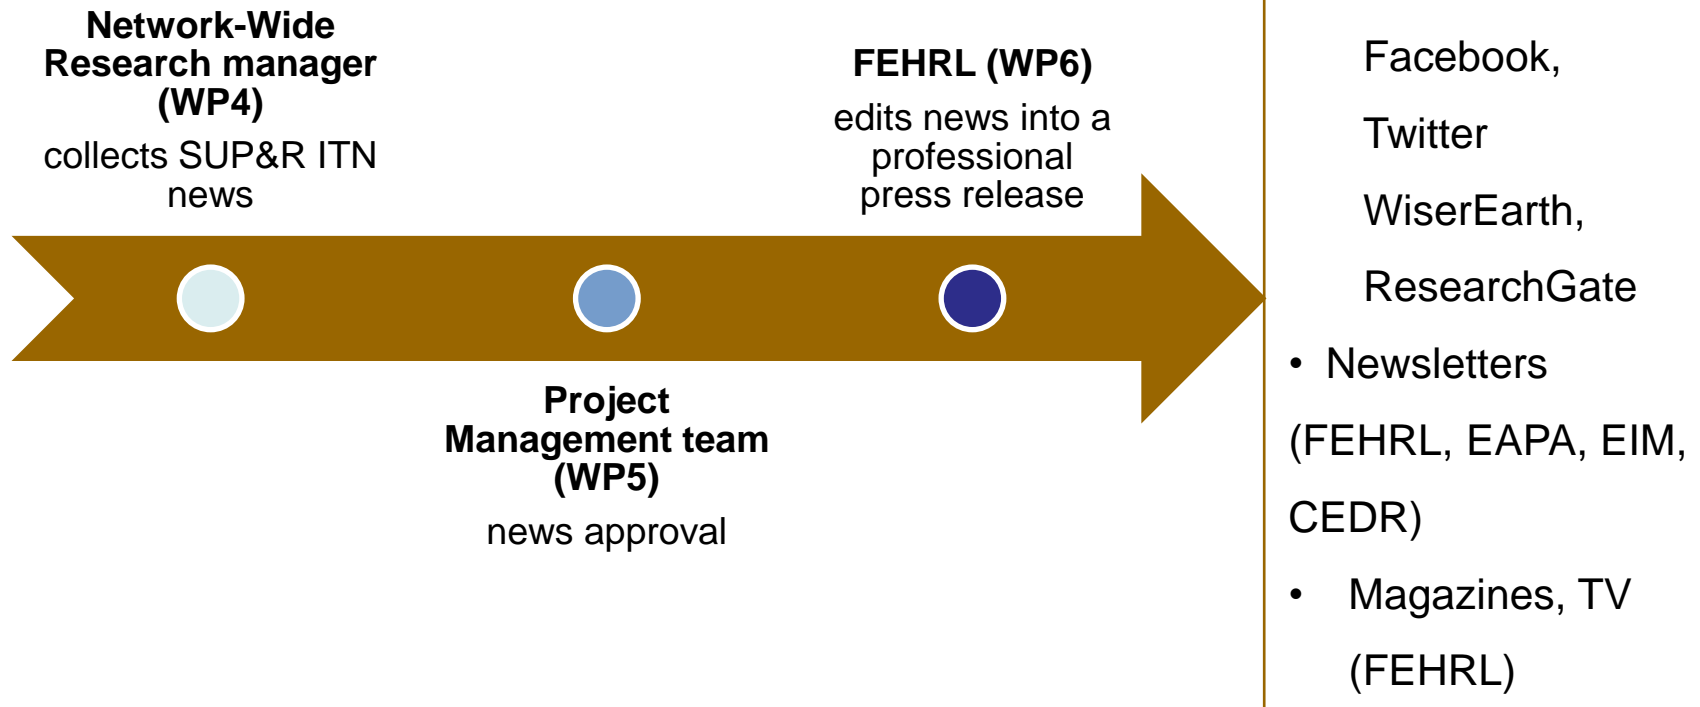 Network-Wide
Research manager
(WP4)
collects SUP&R ITN
news
Project
Management team
(WP5)
news approval
FEHRL (WP6)
edits news into a
professional
press release
Facebook,
Twitter
WiserEarth,
ResearchGate
• Newsletters
(FEHRL, EAPA, EIM,
CEDR)
• Magazines, TV
(FEHRL)